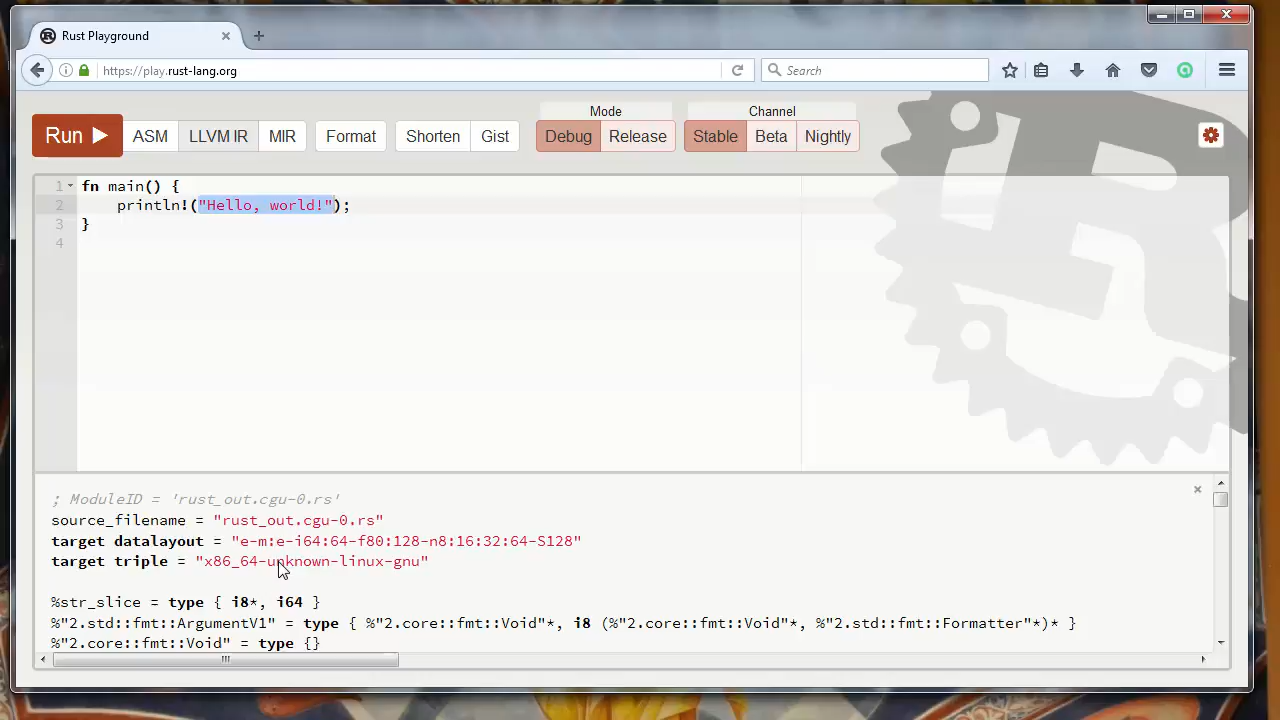 Rust Playground
https://play.rust-lang.org
Search
Run ASM LLVM IR MIR Format Shorten Gist
Mode
Debug Release
Channel
Stable Beta Nightly
1 fn main() {
2 println!("Hello, world!");
3 }
4
; ModuleID = 'rust_out.cgu-0.rs'
source_filename = "rust_out.cgu-0.rs"
target datalayout = "e-m:e-i64:64-f80:128-n8:16:32:64-S128"
target triple = "x86_64-unknown-linux-gnu"
%str_slice = type { i8*, i64 }
%"2.std::fmt::ArgumentV1" = type { %"2.core::fmt::Void"*, i8 (%"2.core::fmt::Void"*, %"2.std::fmt::Formatter"*)* }
%"2.core::fmt::Void" = type {}